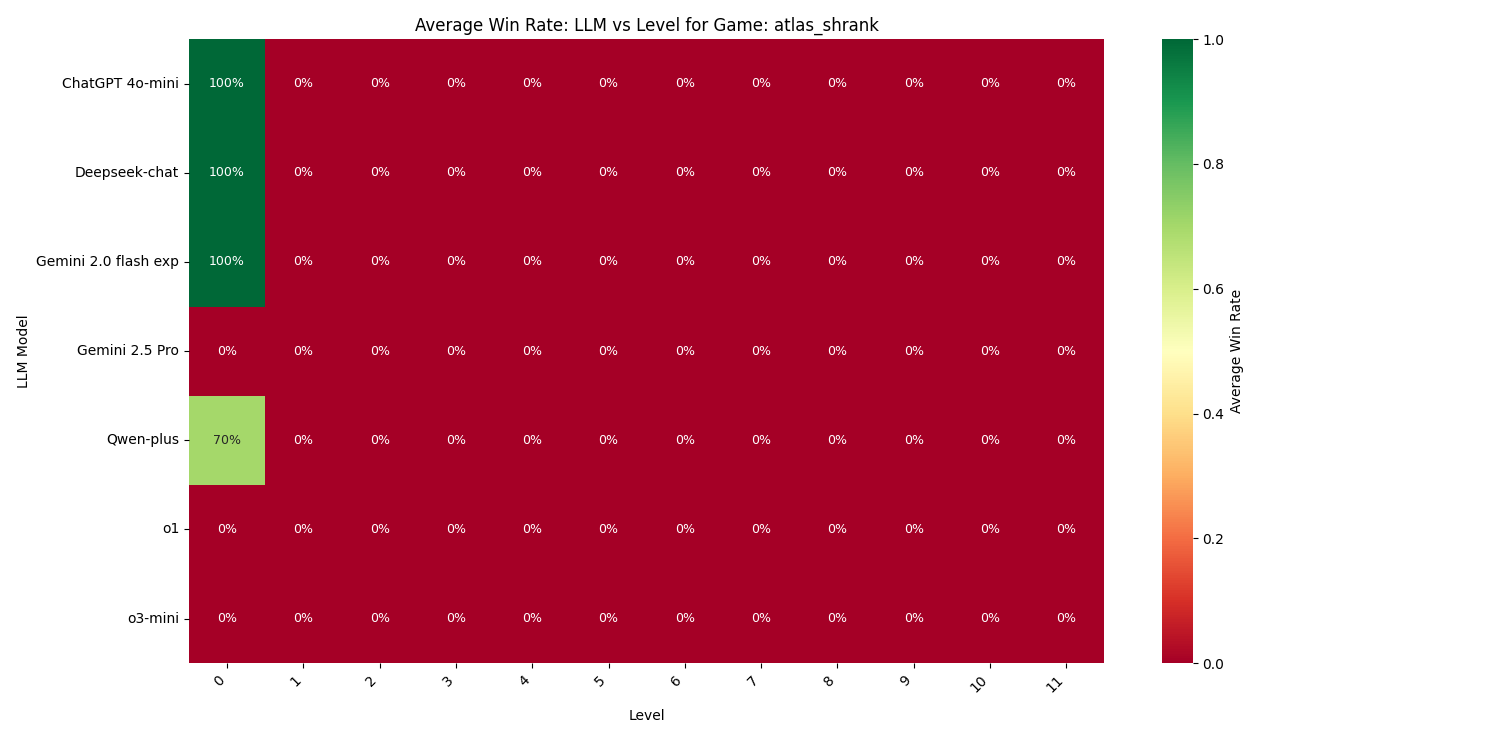 Average Win Rate: LLM vs Level for Game: atlas_shrank
ChatGPT 4o-mini 100% 0% 0% 0% 0% 0% 0% 0% 0% 0% 0% 0%
Deepseek-chat 100% 0% 0% 0% 0% 0% 0% 0% 0% 0% 0% 0%
Gemini 2.0 flash exp 100% 0% 0% 0% 0% 0% 0% 0% 0% 0% 0% 0%
Gemini 2.5 Pro 0% 0% 0% 0% 0% 0% 0% 0% 0% 0% 0% 0%
Qwen-plus 70% 0% 0% 0% 0% 0% 0% 0% 0% 0% 0% 0%
o1 0% 0% 0% 0% 0% 0% 0% 0% 0% 0% 0% 0%
o3-mini 0% 0% 0% 0% 0% 0% 0% 0% 0% 0% 0% 0%
LLM Model
0 1 2 3 4 5 6 7 8 9 10 11
Level
1.0
0.8
0.6
0.4
0.2
0.0
Average Win Rate